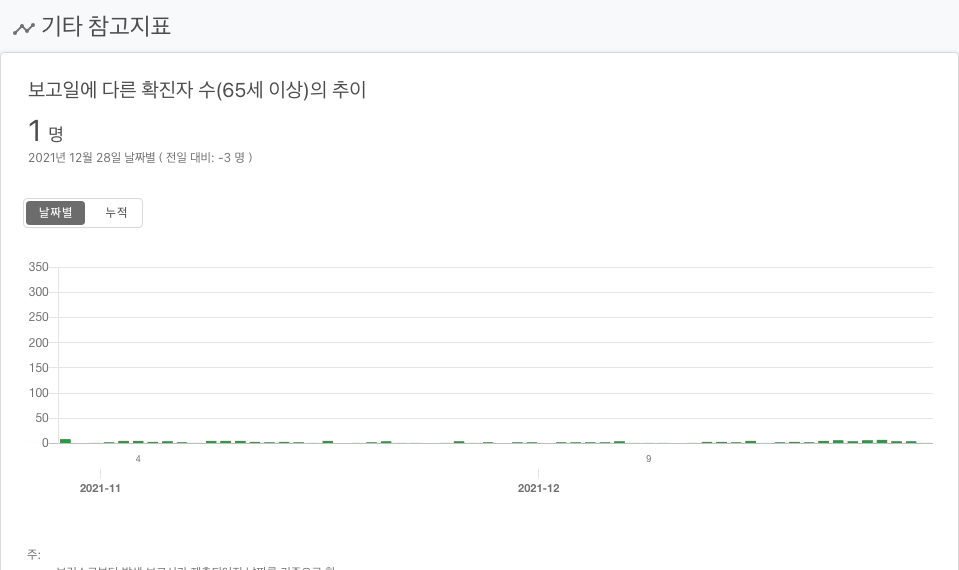 기타 참고지표
보고일에 다른 확진자 수(65세 이상)의 추이
1 명
2021년 12월 28일 날짜별 ( 전일 대비: -3 명 )
날짜별 누적
350
300
250
200
150
100
50
0
4 9
2021-11 2021-12
주: